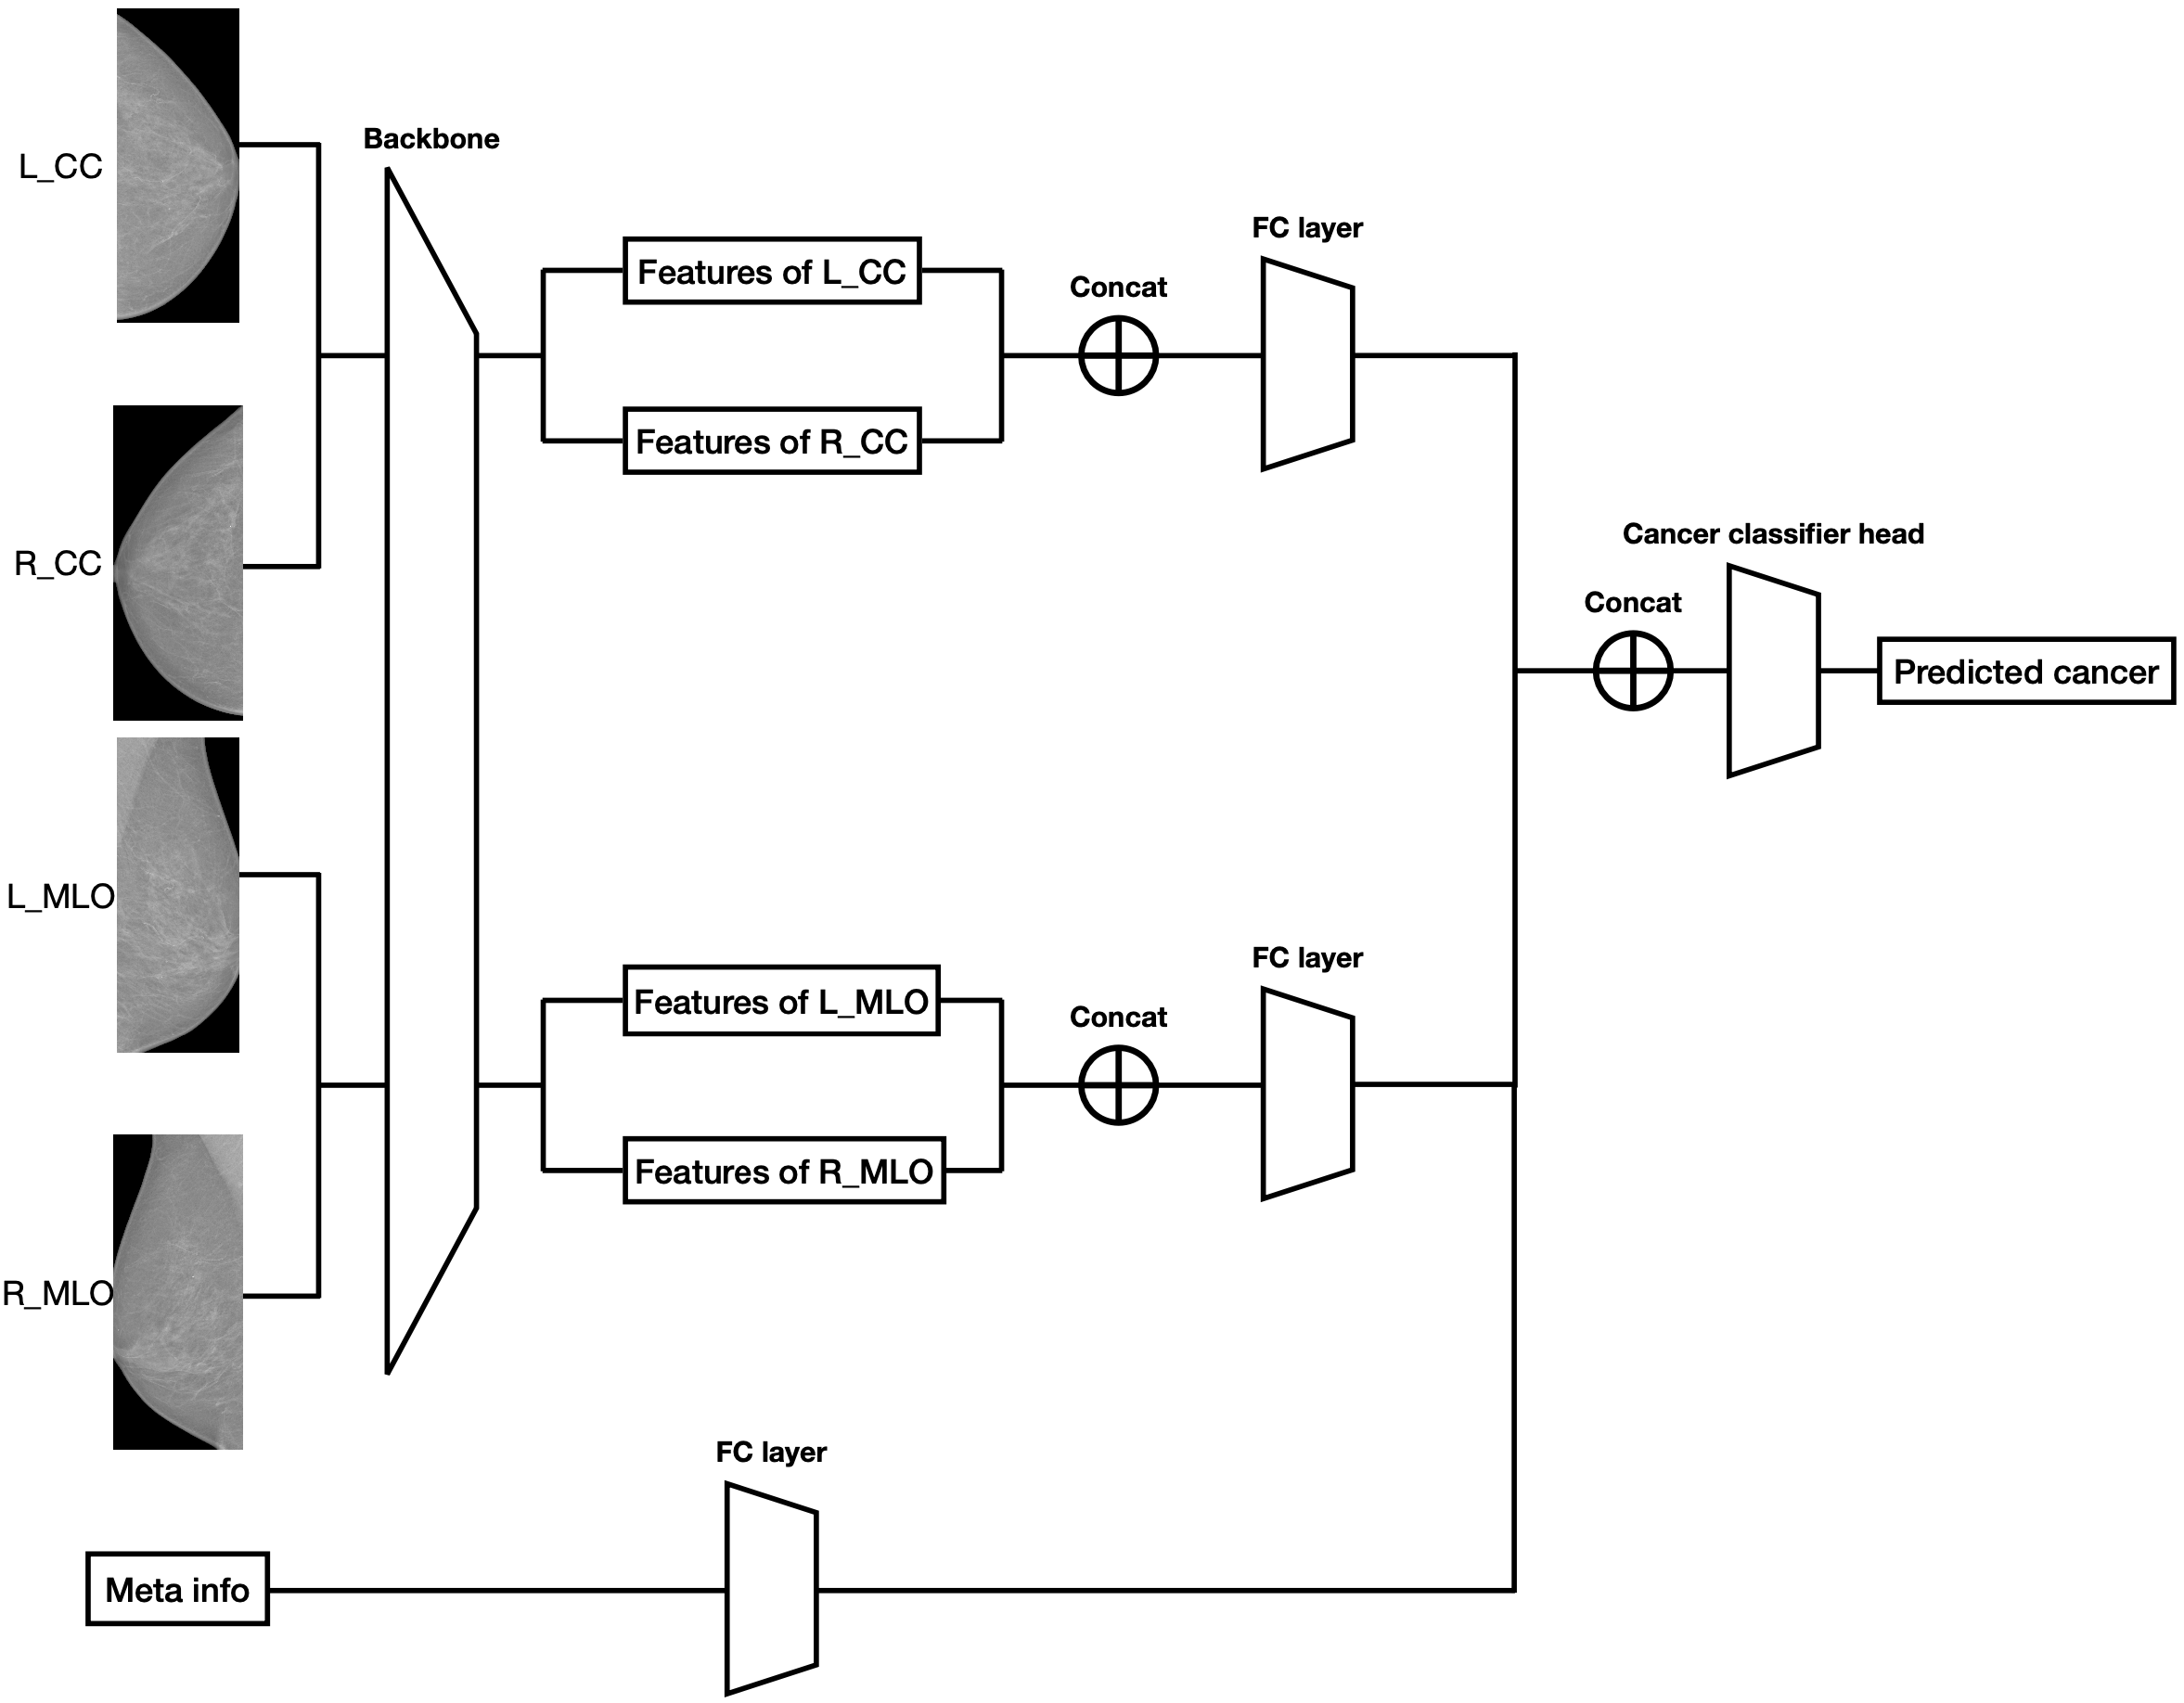 L_CC
R_CC
L_MLO
R_MLO
Meta info
Backbone
Features of L_CC
Features of R_CC
Concat
FC layer
Features of L_MLO
Features of R_MLO
Concat
FC layer
FC layer
Concat
Cancer classifier head
Predicted cancer